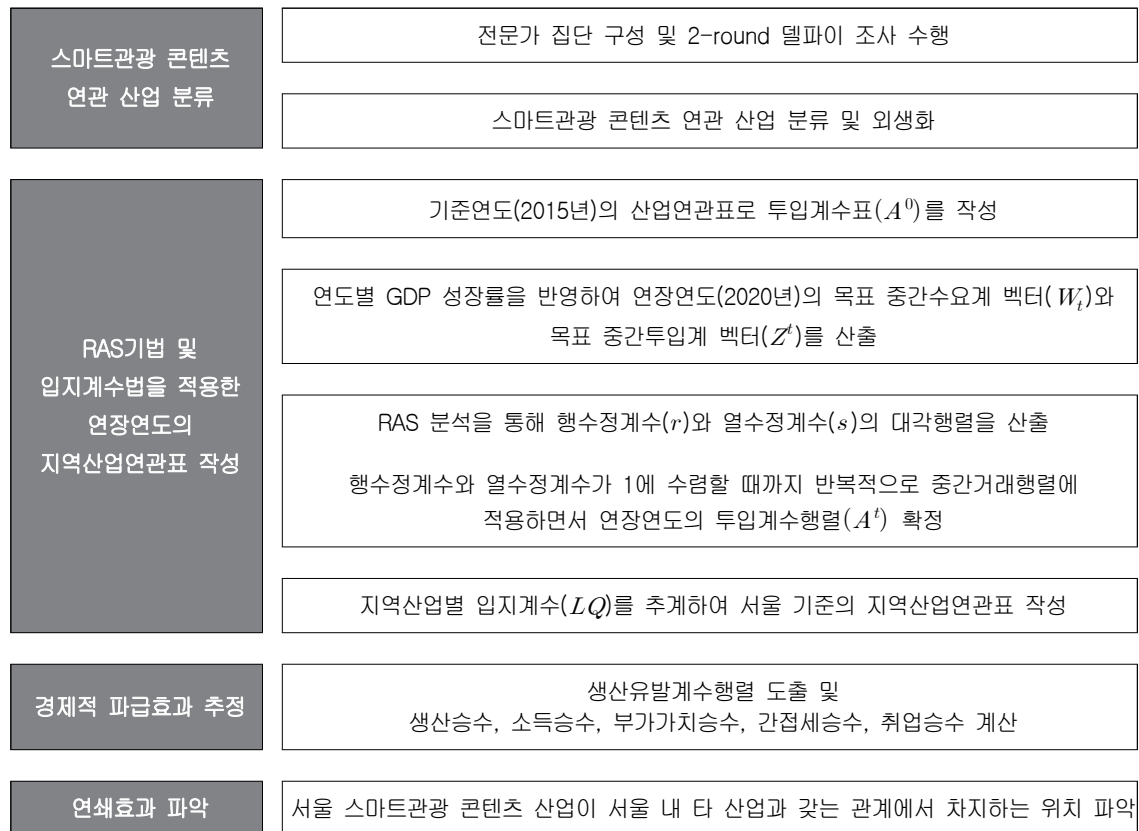 스마트관광 콘텐츠
연관 산업 분류
전문가 집단 구성 및 2-round 델파이 조사 수행
스마트관광 콘텐츠 연관 산업 분류 및 외생화
RAS기법 및
입지계수법을 적용한
연장연도의
지역산업연관표 작성
기준연도(2015년)의 산업연관표로 투입계수표(A⁰)를 작성
연도별 GDP 성장률을 반영하여 연장연도(2020년)의 목표 중간수요계 벡터(Wₜ)와
목표 중간투입계 벡터(Zᵗ)를 산출
RAS 분석을 통해 행수정계수(r)와 열수정계수(s)의 대각행렬을 산출
행수정계수와 열수정계수가 1에 수렴할 때까지 반복적으로 중간거래행렬에
적용하면서 연장연도의 투입계수행렬(Aᵗ) 확정
지역산업별 입지계수(LQ)를 추계하여 서울 기준의 지역산업연관표 작성
경제적 파급효과 추정
생산유발계수행렬 도출 및
생산승수, 소득승수, 부가가치승수, 간접세승수, 취업승수 계산
연쇄효과 파악
서울 스마트관광 콘텐츠 산업이 서울 내 타 산업과 갖는 관계에서 차지하는 위치 파악